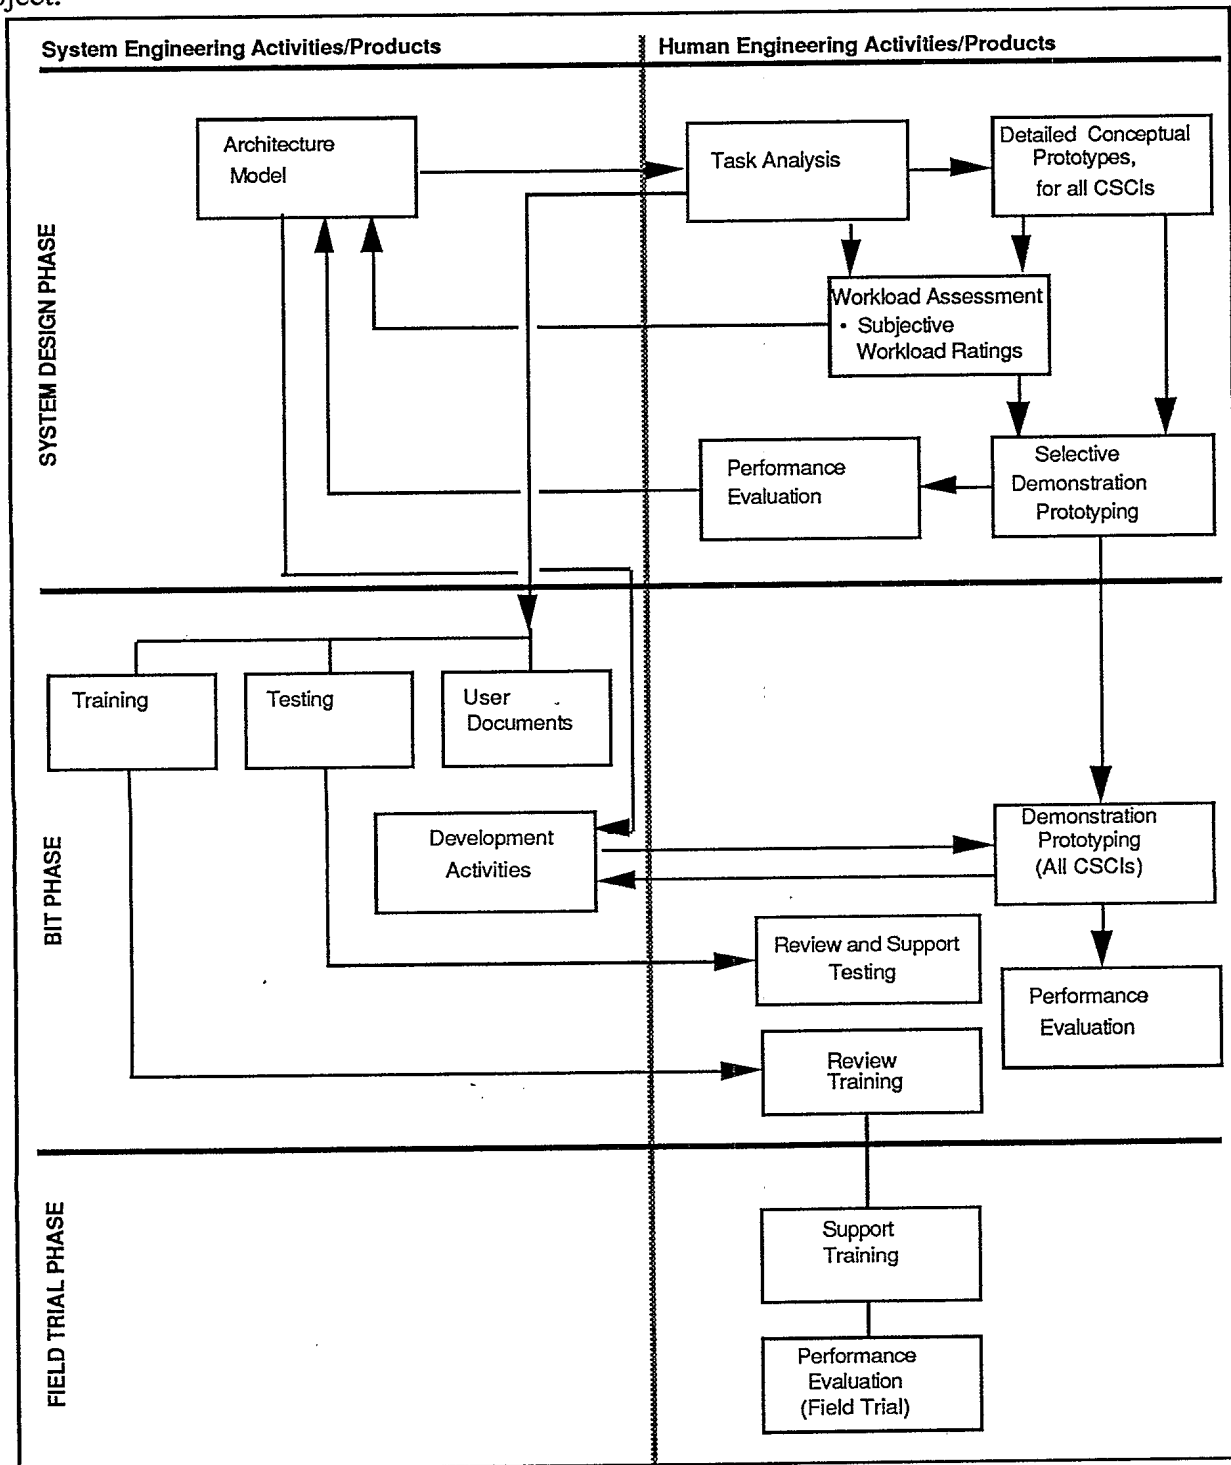 oject.
System Engineering Activities/Products
Human Engineering Activities/Products
SYSTEM DESIGN PHASE
Architecture
Model
Task Analysis
Detailed Conceptual
Prototypes,
for all CSCIs
Workload Assessment
• Subjective
Workload Ratings
Performance
Evaluation
Selective
Demonstration
Prototyping
BIT PHASE
Training
Testing
User
Documents
Development
Activities
Demonstration
Prototyping
(All CSCIs)
Review and Support
Testing
Performance
Evaluation
Review
Training
FIELD TRIAL PHASE
Support
Training
Performance
Evaluation
(Field Trial)